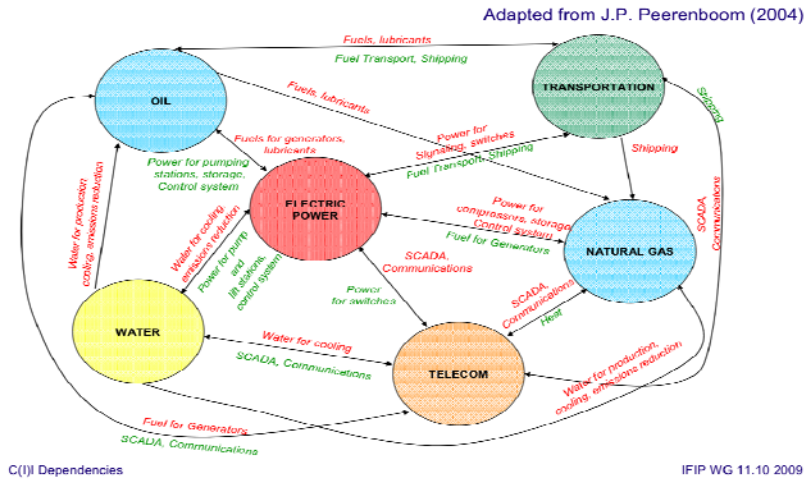 Adapted from J.P. Peerenboom (2004)
Fuels, lubricants
Fuel Transport, Shipping
OIL
TRANSPORTATION
Fuels, lubricants
Shipping
Fuels for generators,
lubricants
Power for
Signaling, switches
Fuel Transport, Shipping
Shipping
Power for pumping
stations, storage,
Control system
ELECTRIC
POWER
Water for production
cooling, emissions reduction
Water for cooling,
emissions reduction
Power for pump
and
lift stations,
control system
Power for
compressors, storage
Control system
Fuel for Generators
NATURAL GAS
SCADA,
Communications
SCADA,
Communications
Power
for switches
SCADA,
Communications
Heat
WATER
Water for cooling
SCADA, Communications
TELECOM
Water for production,
cooling, emissions reduction
Fuel for Generators
SCADA, Communications
C(I)I Dependencies
IFIP WG 11.10 2009